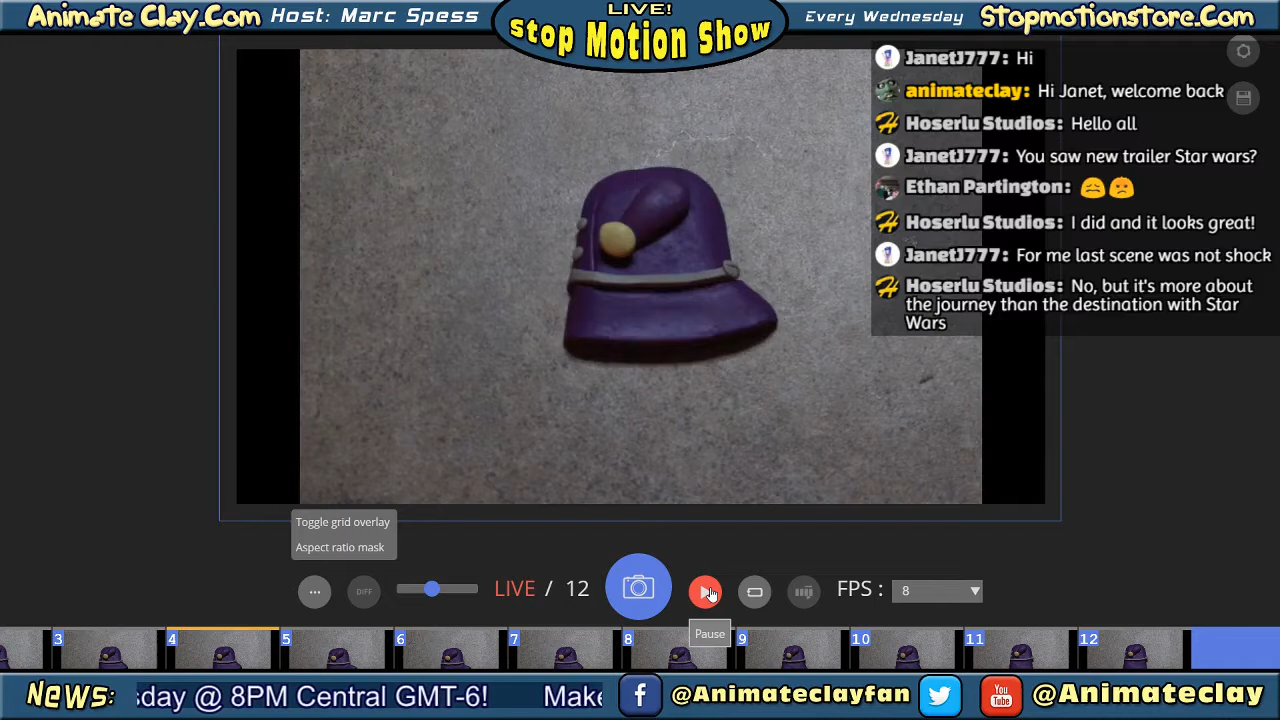 Animate Clay.Com
Host: Marc Spess
LIVE!
Stop Motion Show
Every Wednesday
Stopmotionstore.Com
JanetJ777: Hi
animateclay: Hi Janet, welcome back
Hoserlu Studios: Hello all
JanetJ777: You saw new trailer Star wars?
Ethan Partington: 😖😟
Hoserlu Studios: I did and it looks great!
JanetJ777: For me last scene was not shock
Hoserlu Studios: No, but it's more about
the journey than the destination with Star
Wars
Toggle grid overlay
Aspect ratio mask
DIFF
LIVE / 12
FPS : 8
Pause
3 4 5 6 7 8 9 10 11 12
News:
sday @ 8PM Central GMT-6! Make
f @Animateclayfan
You Tube @Animateclay